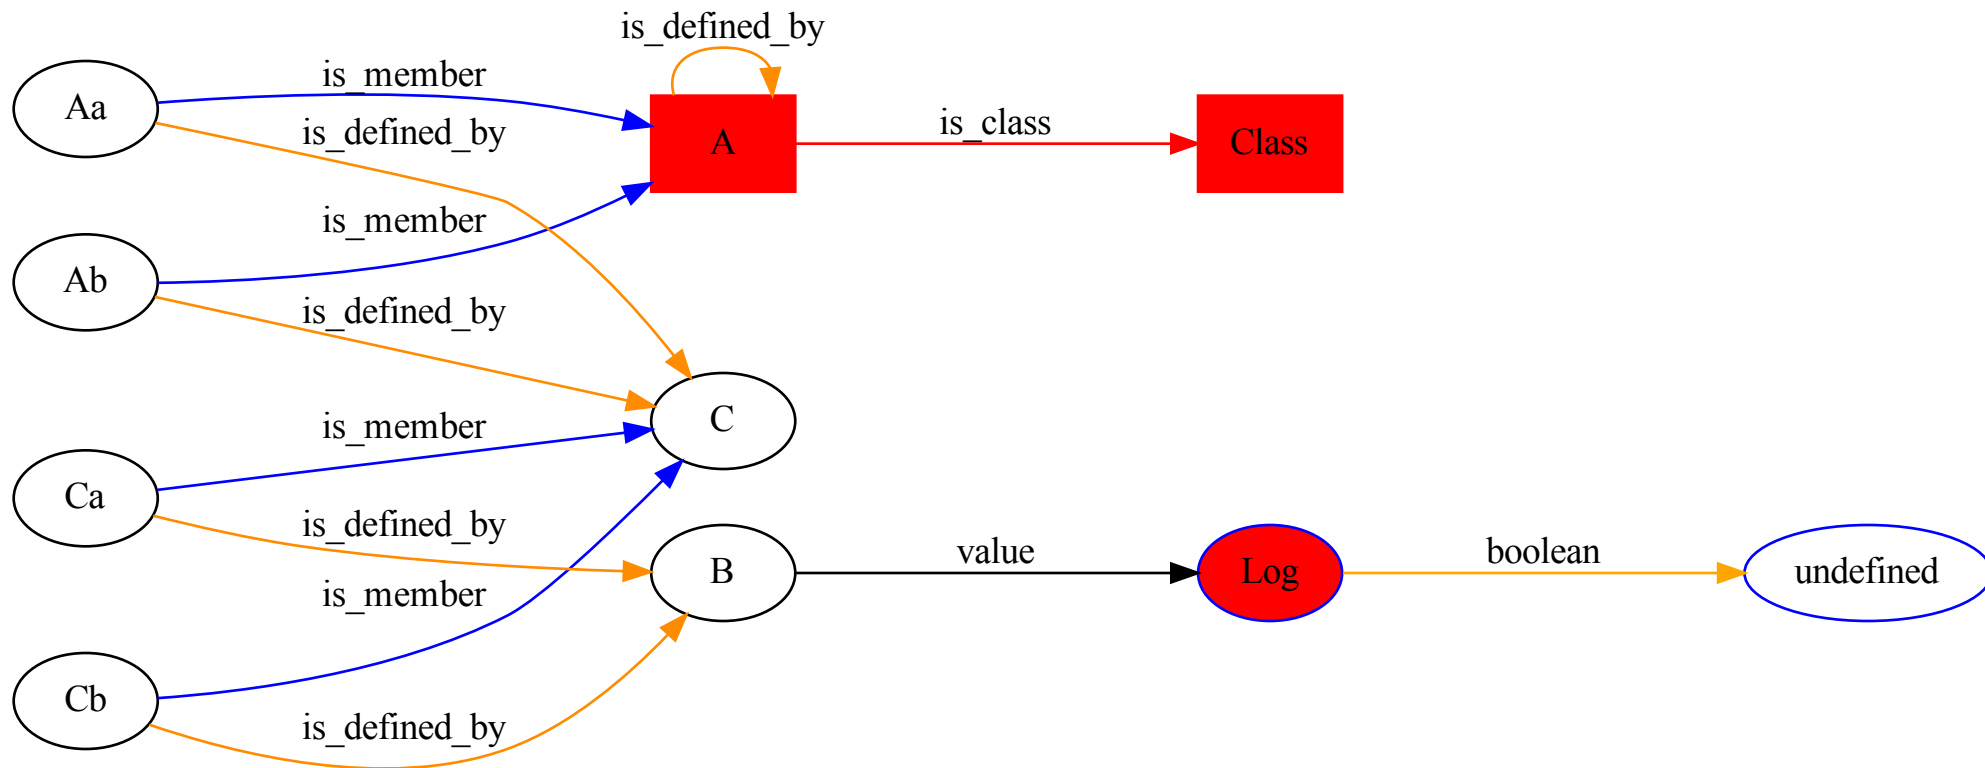 is_defined_by
Aa
is_member
A
is_class
Class
is_defined_by
is_member
Ab
is_defined_by
C
is_member
Ca
is_defined_by
B
value
Log
boolean
undefined
is_member
Cb
is_defined_by